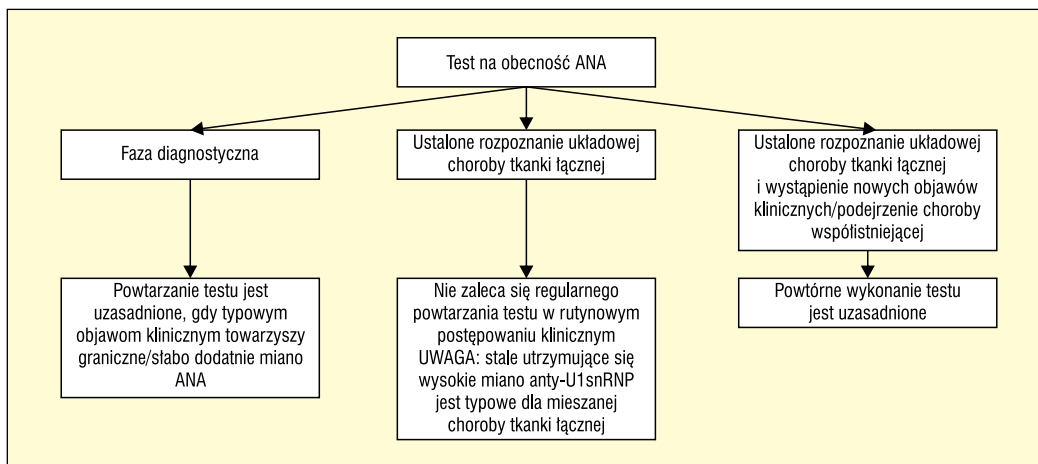 Test na obecność ANA
Faza diagnostyczna
Ustalone rozpoznanie układowej
choroby tkanki łącznej
Ustalone rozpoznanie układowej
choroby tkanki łącznej
i wystąpienie nowych objawów
klinicznych/podejrzenie choroby
współistniejącej
Powtarzanie testu jest
uzasadnione, gdy typowym
objawom klinicznym towarzyszy
graniczne/słabo dodatnie miano
ANA
Nie zaleca się regularnego
powtarzania testu w rutynowym
postępowaniu klinicznym
UWAGA: stale utrzymujące się
wysokie miano anty-U1snRNP
jest typowe dla mieszanej
choroby tkanki łącznej
Powtórne wykonanie testu
jest uzasadnione